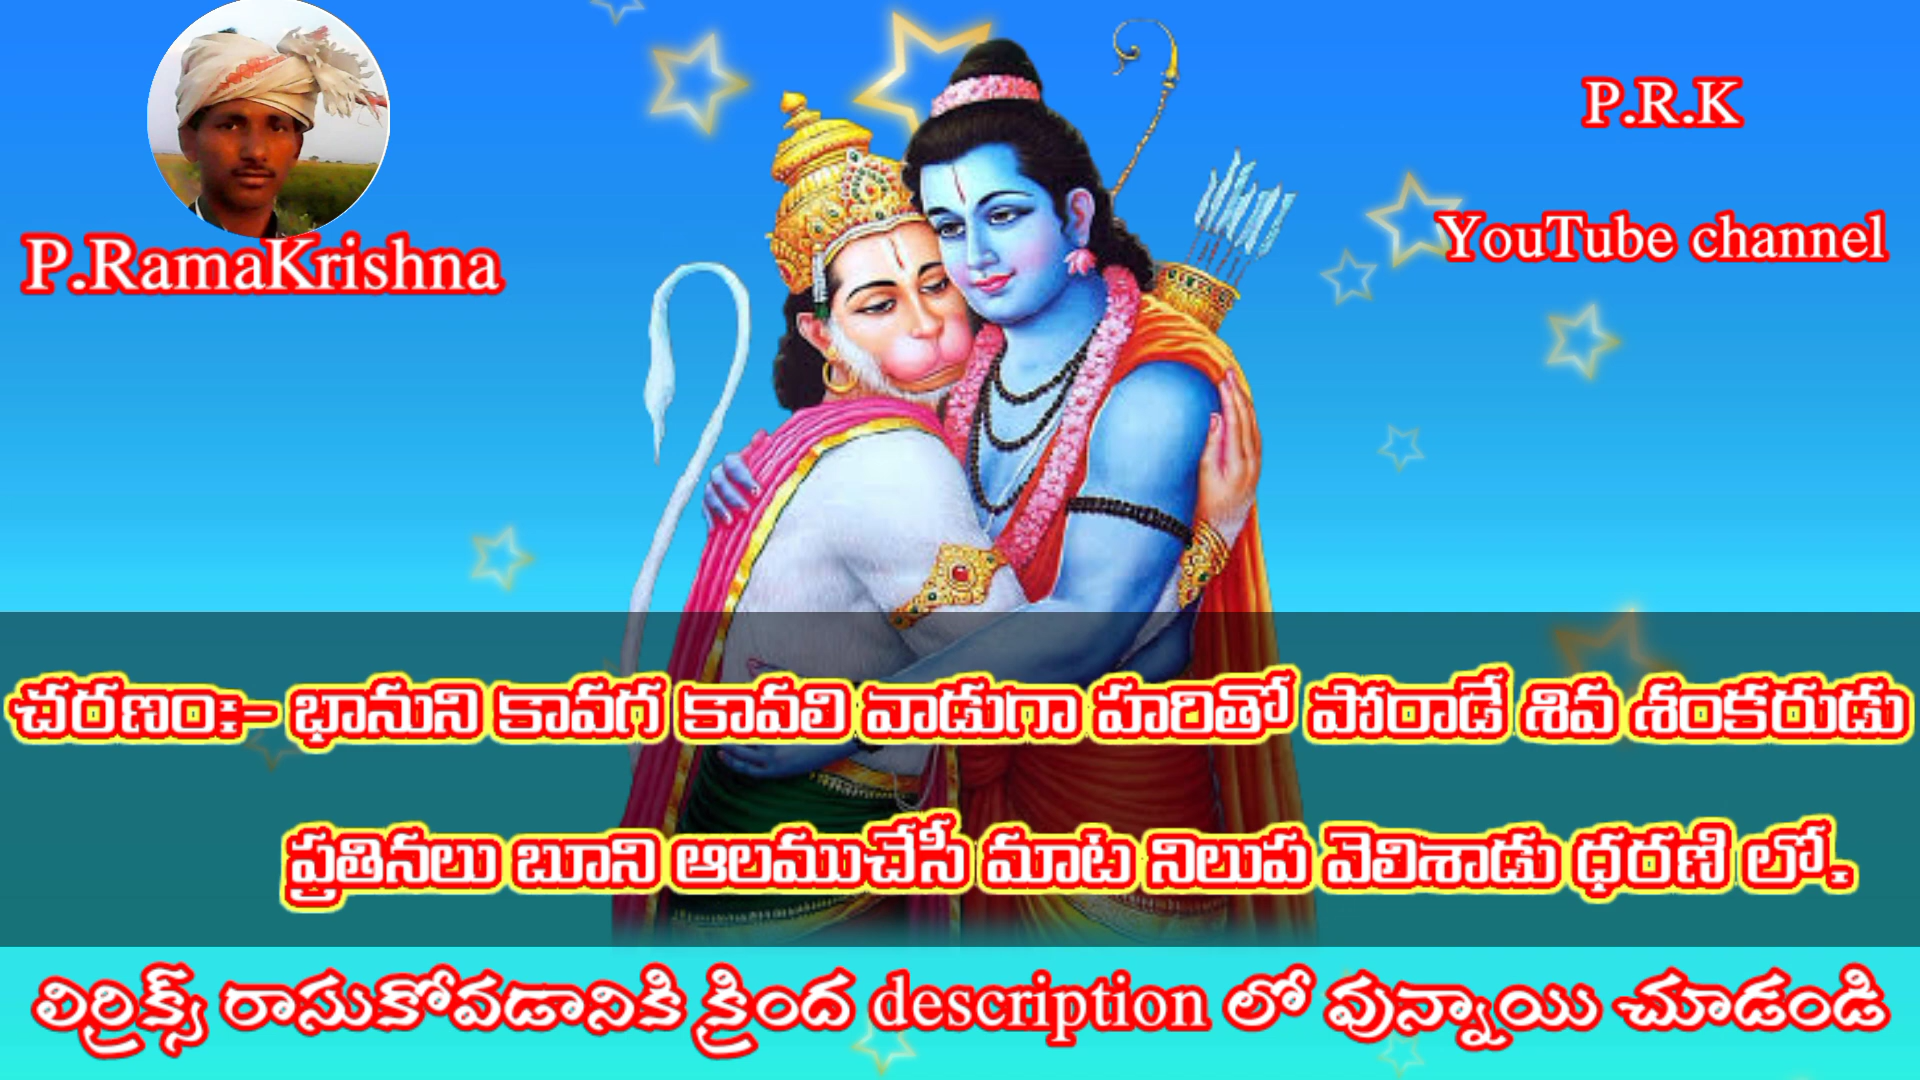 P.RamaKrishna
P.R.K
YouTube channel
చరణం:- భానుని కావగ కావలి వాడుగా హరితో పోరాడే శివ శంకరుడు
ప్రతినలు బూని ఆలముచేసీ మాట నిలుప వెలిశాడు ధరణి లో.
లిర్రిక్స్ రాసుకోవడానికి క్రింద description లో వున్నాయి చూడండి